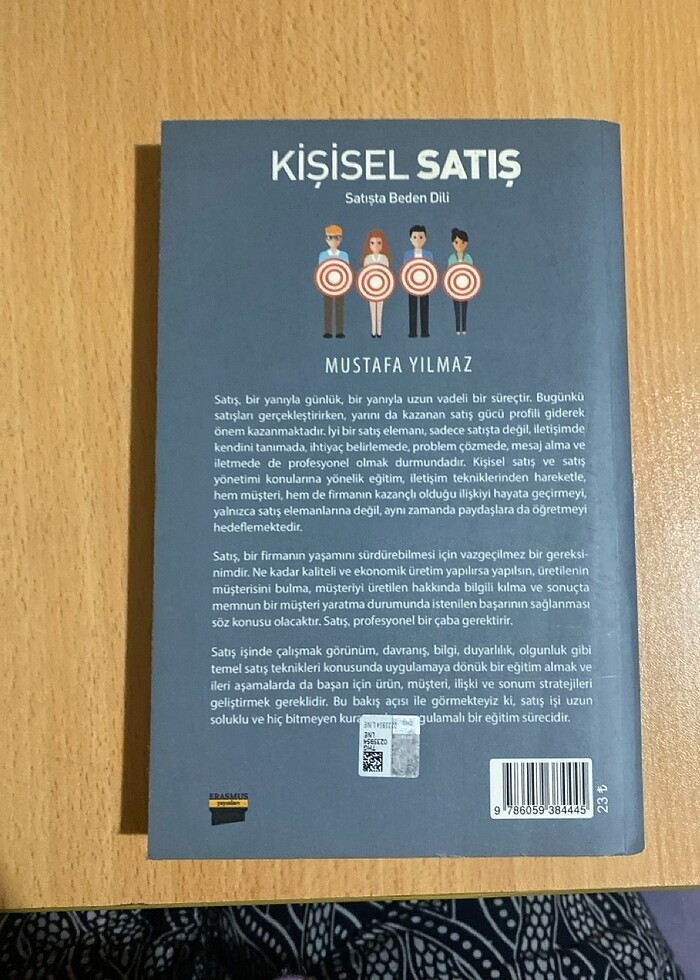 KİŞİSEL SATIŞ
Satışta Beden Dili
MUSTAFA YILMAZ
Satış, bir yanıyla günlük, bir yanıyla uzun vadeli bir süreçtir. Bugünkü
satışları gerçekleştirirken, yarını da kazanan satış gücü profili giderek
önem kazanmaktadır. İyi bir satış elemanı, sadece satışta değil, iletişimde
kendini tanımada, ihtiyaç belirlemede, problem çözmede, mesaj alma ve
iletmede de profesyonel olmak durmundadır. Kişisel satış ve satış
yönetimi konularına yönelik eğitim, iletişim tekniklerinden hareketle,
hem müşteri, hem de firmanın kazançlı olduğu ilişkiyi hayata geçirmeyi,
yalnızca satış elemanlarına değil, aynı zamanda paydaşlara da öğretmeyi
hedeflemektedir.
Satış, bir firmanın yaşamını sürdürebilmesi için vazgeçilmez bir gereksi-
nimdir. Ne kadar kaliteli ve ekonomik üretim yapılırsa yapılsın, üretilenin
müşterisini bulma, müşteriyi üretilen hakkında bilgili kılma ve sonuçta
memnun bir müşteri yaratma durumunda istenilen başarının sağlanması
söz konusu olacaktır. Satış, profesyonel bir çaba gerektirir.
Satış işinde çalışmak görünüm, davranış, bilgi, duyarlılık, olgunluk gibi
temel satış teknikleri konusunda uygulamaya dönük bir eğitim almak ve
ileri aşamalarda da başarı için ürün, müşteri, ilişki ve sonum stratejileri
geliştirmek gereklidir. Bu bakış açısı ile görmekteyiz ki, satış işi uzun
soluklu ve hiç bitmeyen bir eğitim sürecidir.
THG
0235954
LNE
ERASMUS
yayınları
9 786059 384445
23 ₺